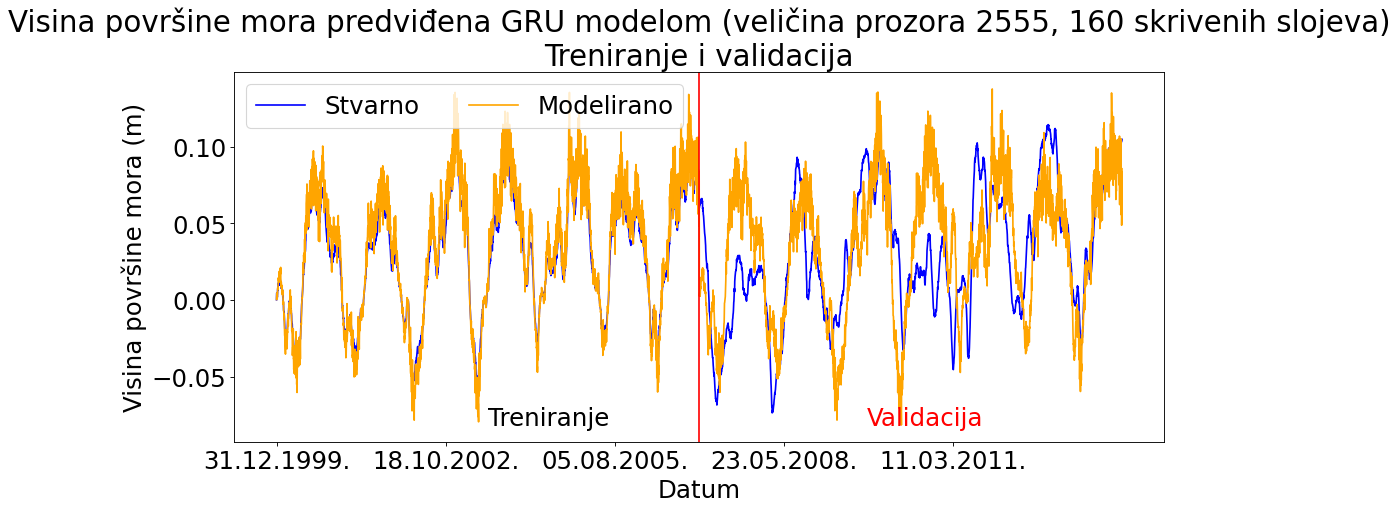 Visina površine mora predviđena GRU modelom (veličina prozora 2555, 160 skrivenih slojeva)
Treniranje i validacija
Stvarno
Modelirano
Visina površine mora (m)
0.10
0.05
0.00
−0.05
Treniranje
Validacija
31.12.1999.
18.10.2002.
05.08.2005.
23.05.2008.
11.03.2011.
Datum